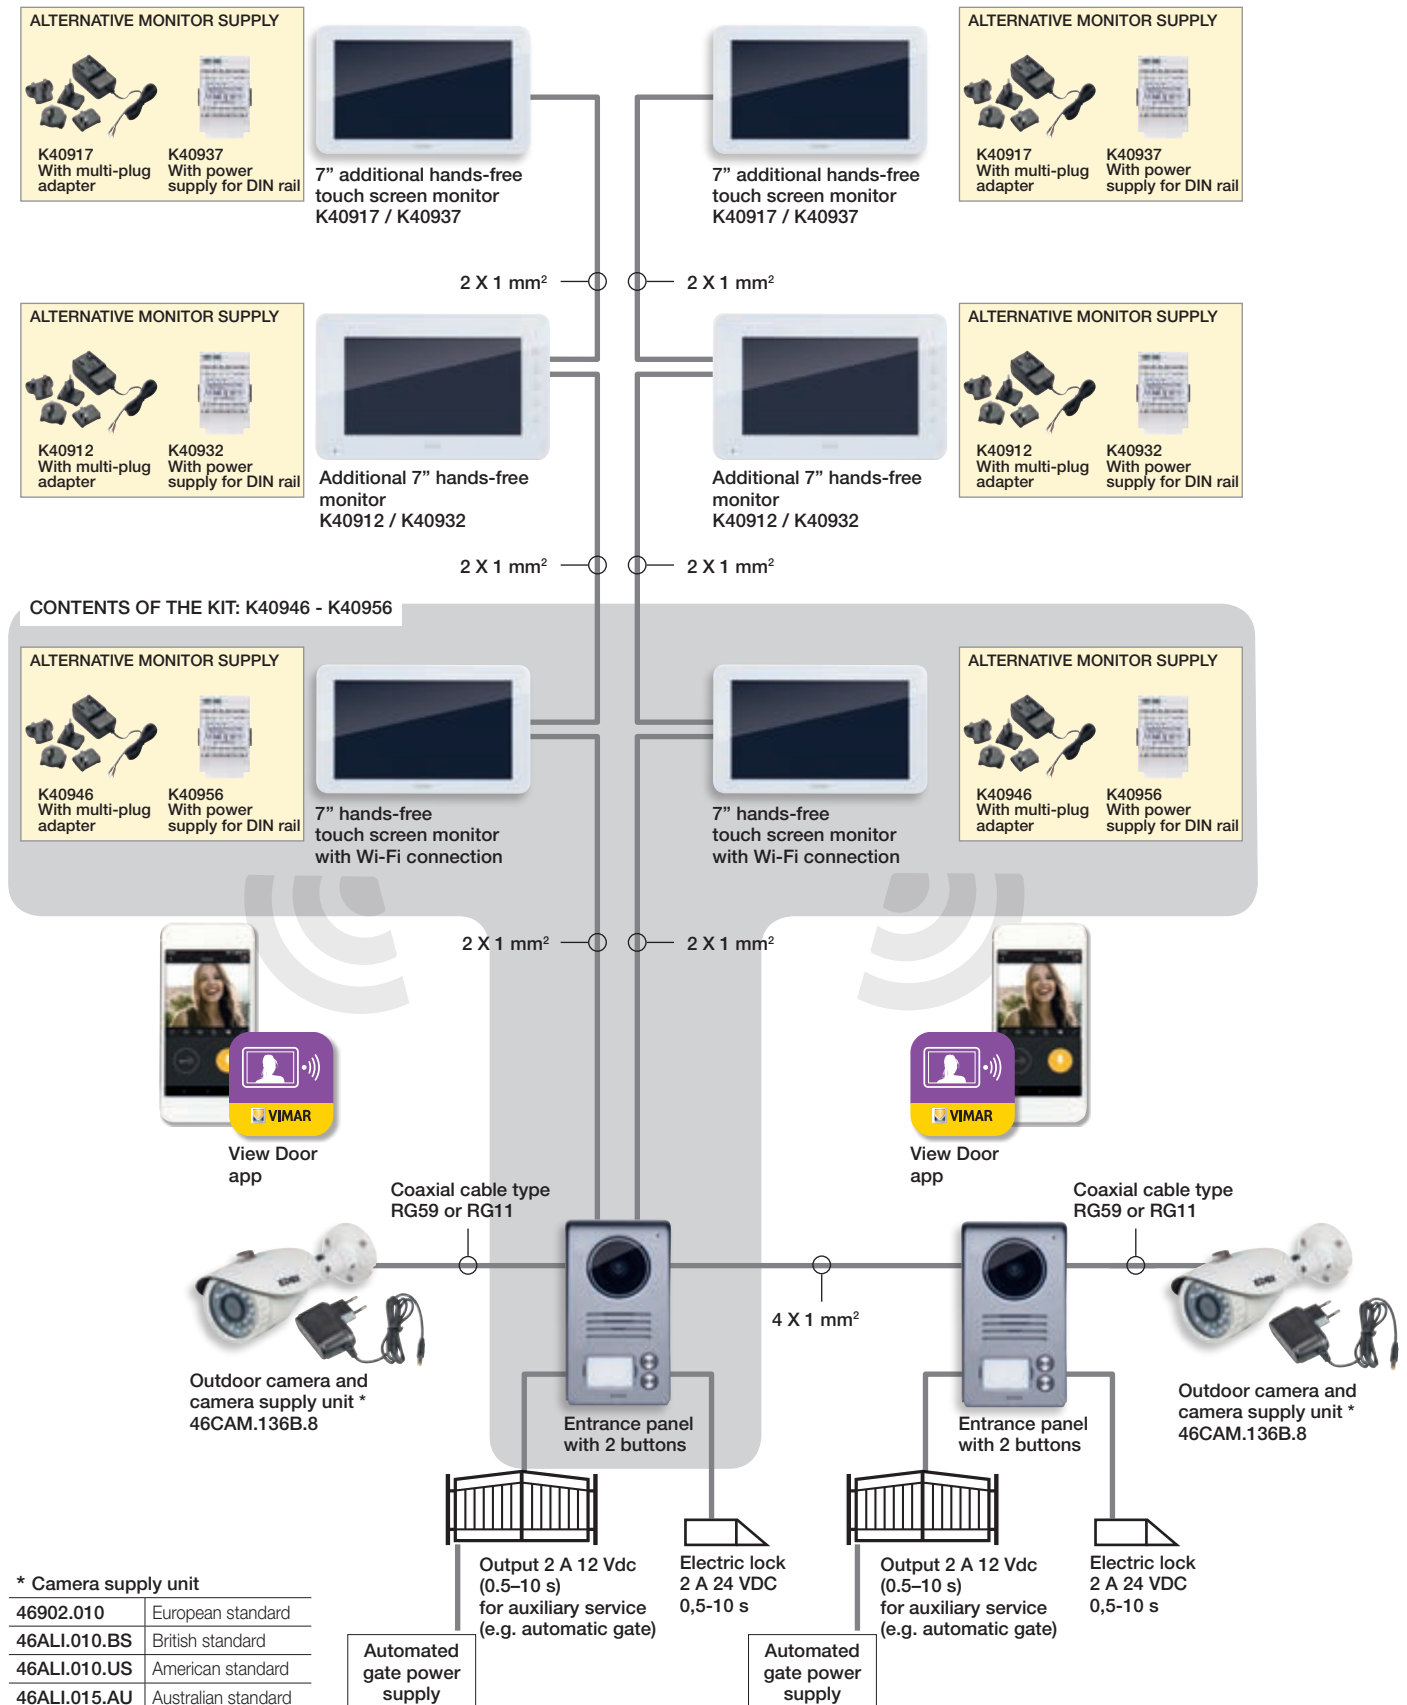 ALTERNATIVE MONITOR SUPPLY
K40917
With multi-plug
adapter
K40937
With power
supply for DIN rail
7” additional hands-free
touch screen monitor
K40917 / K40937
7” additional hands-free
touch screen monitor
K40917 / K40937
ALTERNATIVE MONITOR SUPPLY
K40917
With multi-plug
adapter
K40937
With power
supply for DIN rail
2 X 1 mm²
2 X 1 mm²
ALTERNATIVE MONITOR SUPPLY
K40912
With multi-plug
adapter
K40932
With power
supply for DIN rail
Additional 7” hands-free
monitor
K40912 / K40932
Additional 7” hands-free
monitor
K40912 / K40932
ALTERNATIVE MONITOR SUPPLY
K40912
With multi-plug
adapter
K40932
With power
supply for DIN rail
2 X 1 mm²
2 X 1 mm²
CONTENTS OF THE KIT: K40946 - K40956
ALTERNATIVE MONITOR SUPPLY
K40946
With multi-plug
adapter
K40956
With power
supply for DIN rail
7” hands-free
touch screen monitor
with Wi-Fi connection
7” hands-free
touch screen monitor
with Wi-Fi connection
ALTERNATIVE MONITOR SUPPLY
K40946
With multi-plug
adapter
K40956
With power
supply for DIN rail
2 X 1 mm²
2 X 1 mm²
VIMAR
View Door
app
VIMAR
View Door
app
Coaxial cable type
RG59 or RG11
Coaxial cable type
RG59 or RG11
4 X 1 mm²
Outdoor camera and
camera supply unit *
46CAM.136B.8
Entrance panel
with 2 buttons
Entrance panel
with 2 buttons
Outdoor camera and
camera supply unit *
46CAM.136B.8
Output 2 A 12 Vdc
(0.5–10 s)
for auxiliary service
(e.g. automatic gate)
Electric lock
2 A 24 VDC
0,5-10 s
Output 2 A 12 Vdc
(0.5–10 s)
for auxiliary service
(e.g. automatic gate)
Electric lock
2 A 24 VDC
0,5-10 s
Automated
gate power
supply
Automated
gate power
supply
* Camera supply unit
46902.010 European standard
46ALI.010.BS British standard
46ALI.010.US American standard
46ALI.015.AU Australian standard